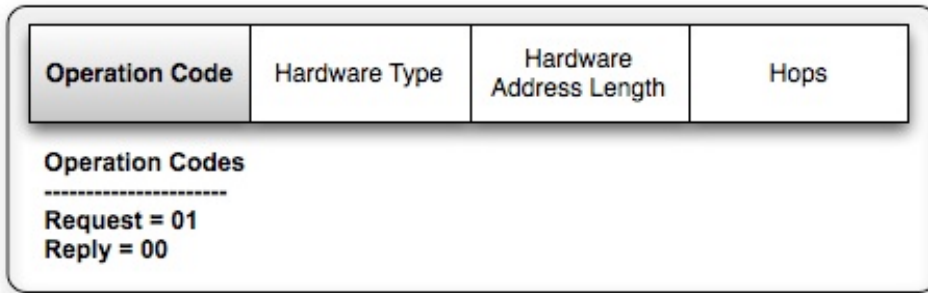 Operation Code
Hardware Type
Hardware
Address Length
Hops
Operation Codes
----------------------
Request = 01
Reply = 00